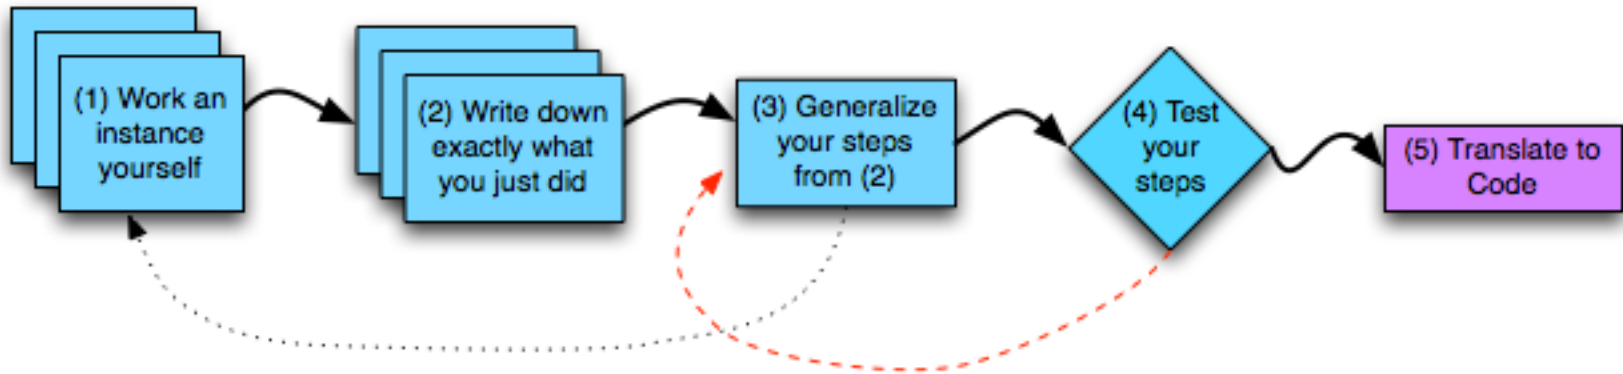 (1) Work an
instance
yourself
(2) Write down
exactly what
you just did
(3) Generalize
your steps
from (2)
(4) Test
your
steps
(5) Translate to
Code